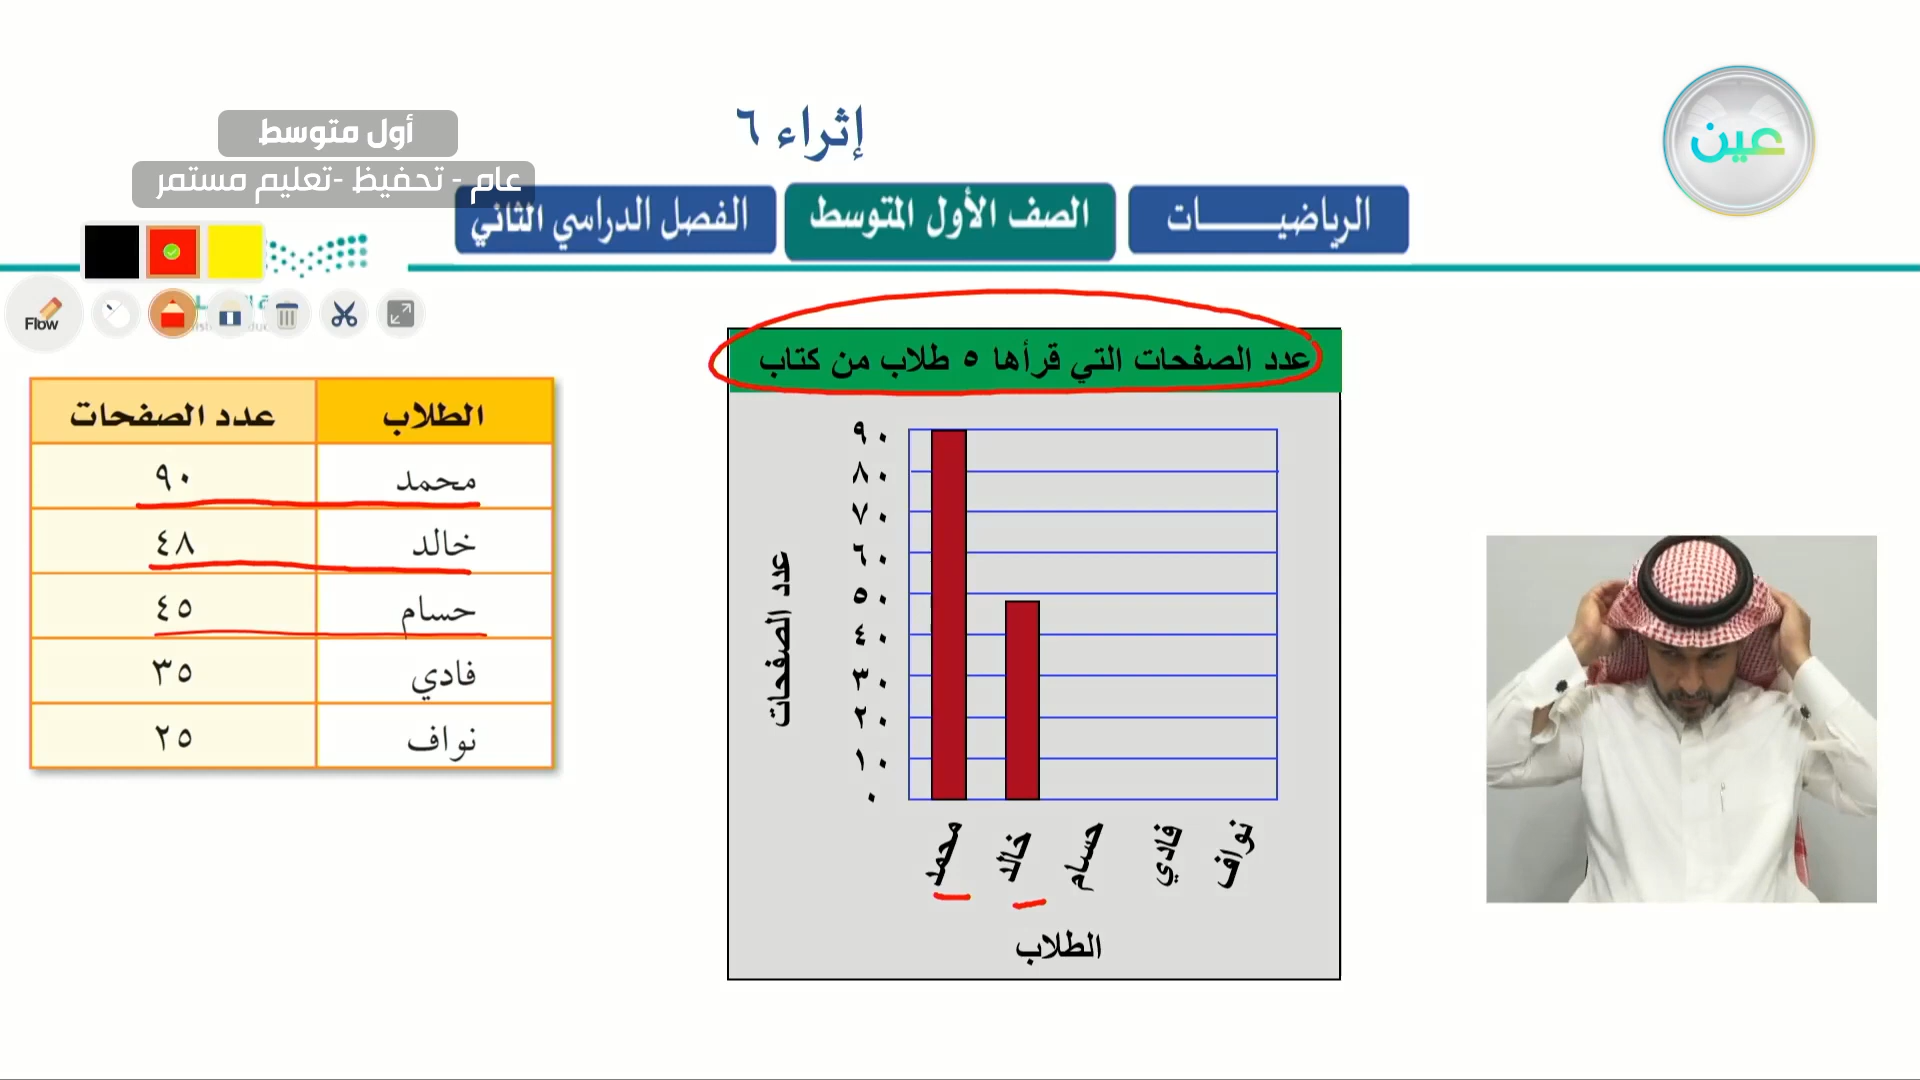 إثراء ٦
عين
أول متوسط
عام - تحفيظ -تعليم مستمر
الرياضيـــــات
الصف الأول المتوسط
الفصل الدراسي الثاني
Flow
عدد الصفحات التي قرأها ٥ طلاب من كتاب
٩٠
٨٠
٧٠
٦٠
٥٠
٤٠
٣٠
٢٠
١٠
٠
عدد الصفحات
محمد
خالد
حسام
فادي
نواف
الطلاب
الطلاب عدد الصفحات
محمد ٩٠
خالد ٤٨
حسام ٤٥
فادي ٣٥
نواف ٢٥